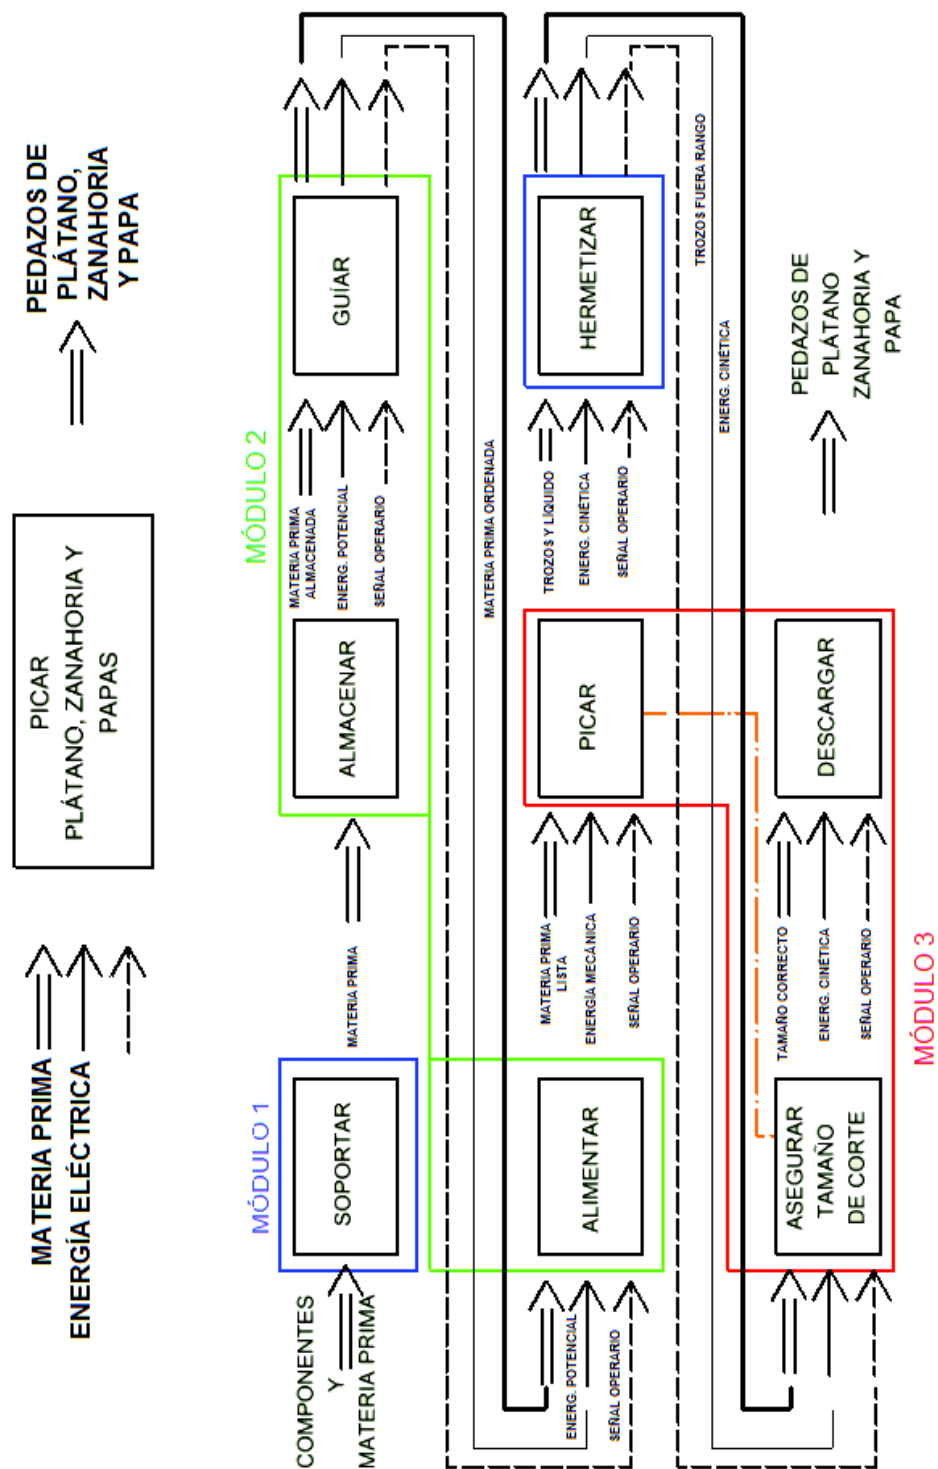 MATERIA PRIMA
ENERGÍA ELÉCTRICA
PICAR
PLÁTANO, ZANAHORIA Y
PAPAS
PEDAZOS DE
PLÁTANO,
ZANAHORIA
Y PAPA
MÓDULO 1
MÓDULO 2
COMPONENTES
Y
MATERIA PRIMA
SOPORTAR
MATERIA PRIMA
ALMACENAR
MATERIA PRIMA
ALMACENADA
ENERG. POTENCIAL
SEÑAL OPERARIO
GUÍAR
MATERIA PRIMA ORDENADA
ENERG. POTENCIAL
SEÑAL OPERARIO
ALIMENTAR
MATERIA PRIMA
LISTA
ENERGÍA MECÁNICA
SEÑAL OPERARIO
PICAR
TROZOS Y LIQUIDO
ENERG. CINÉTICA
SEÑAL OPERARIO
HERMETIZAR
TROZOS FUERA RANGO
ENERG. CINÉTICA
ASEGURAR
TAMAÑO
DE CORTE
TAMAÑO CORRECTO
ENERG. CINÉTICA
SEÑAL OPERARIO
DESCARGAR
PEDAZOS DE
PLÁTANO
ZANAHORIA Y
PAPA
MÓDULO 3